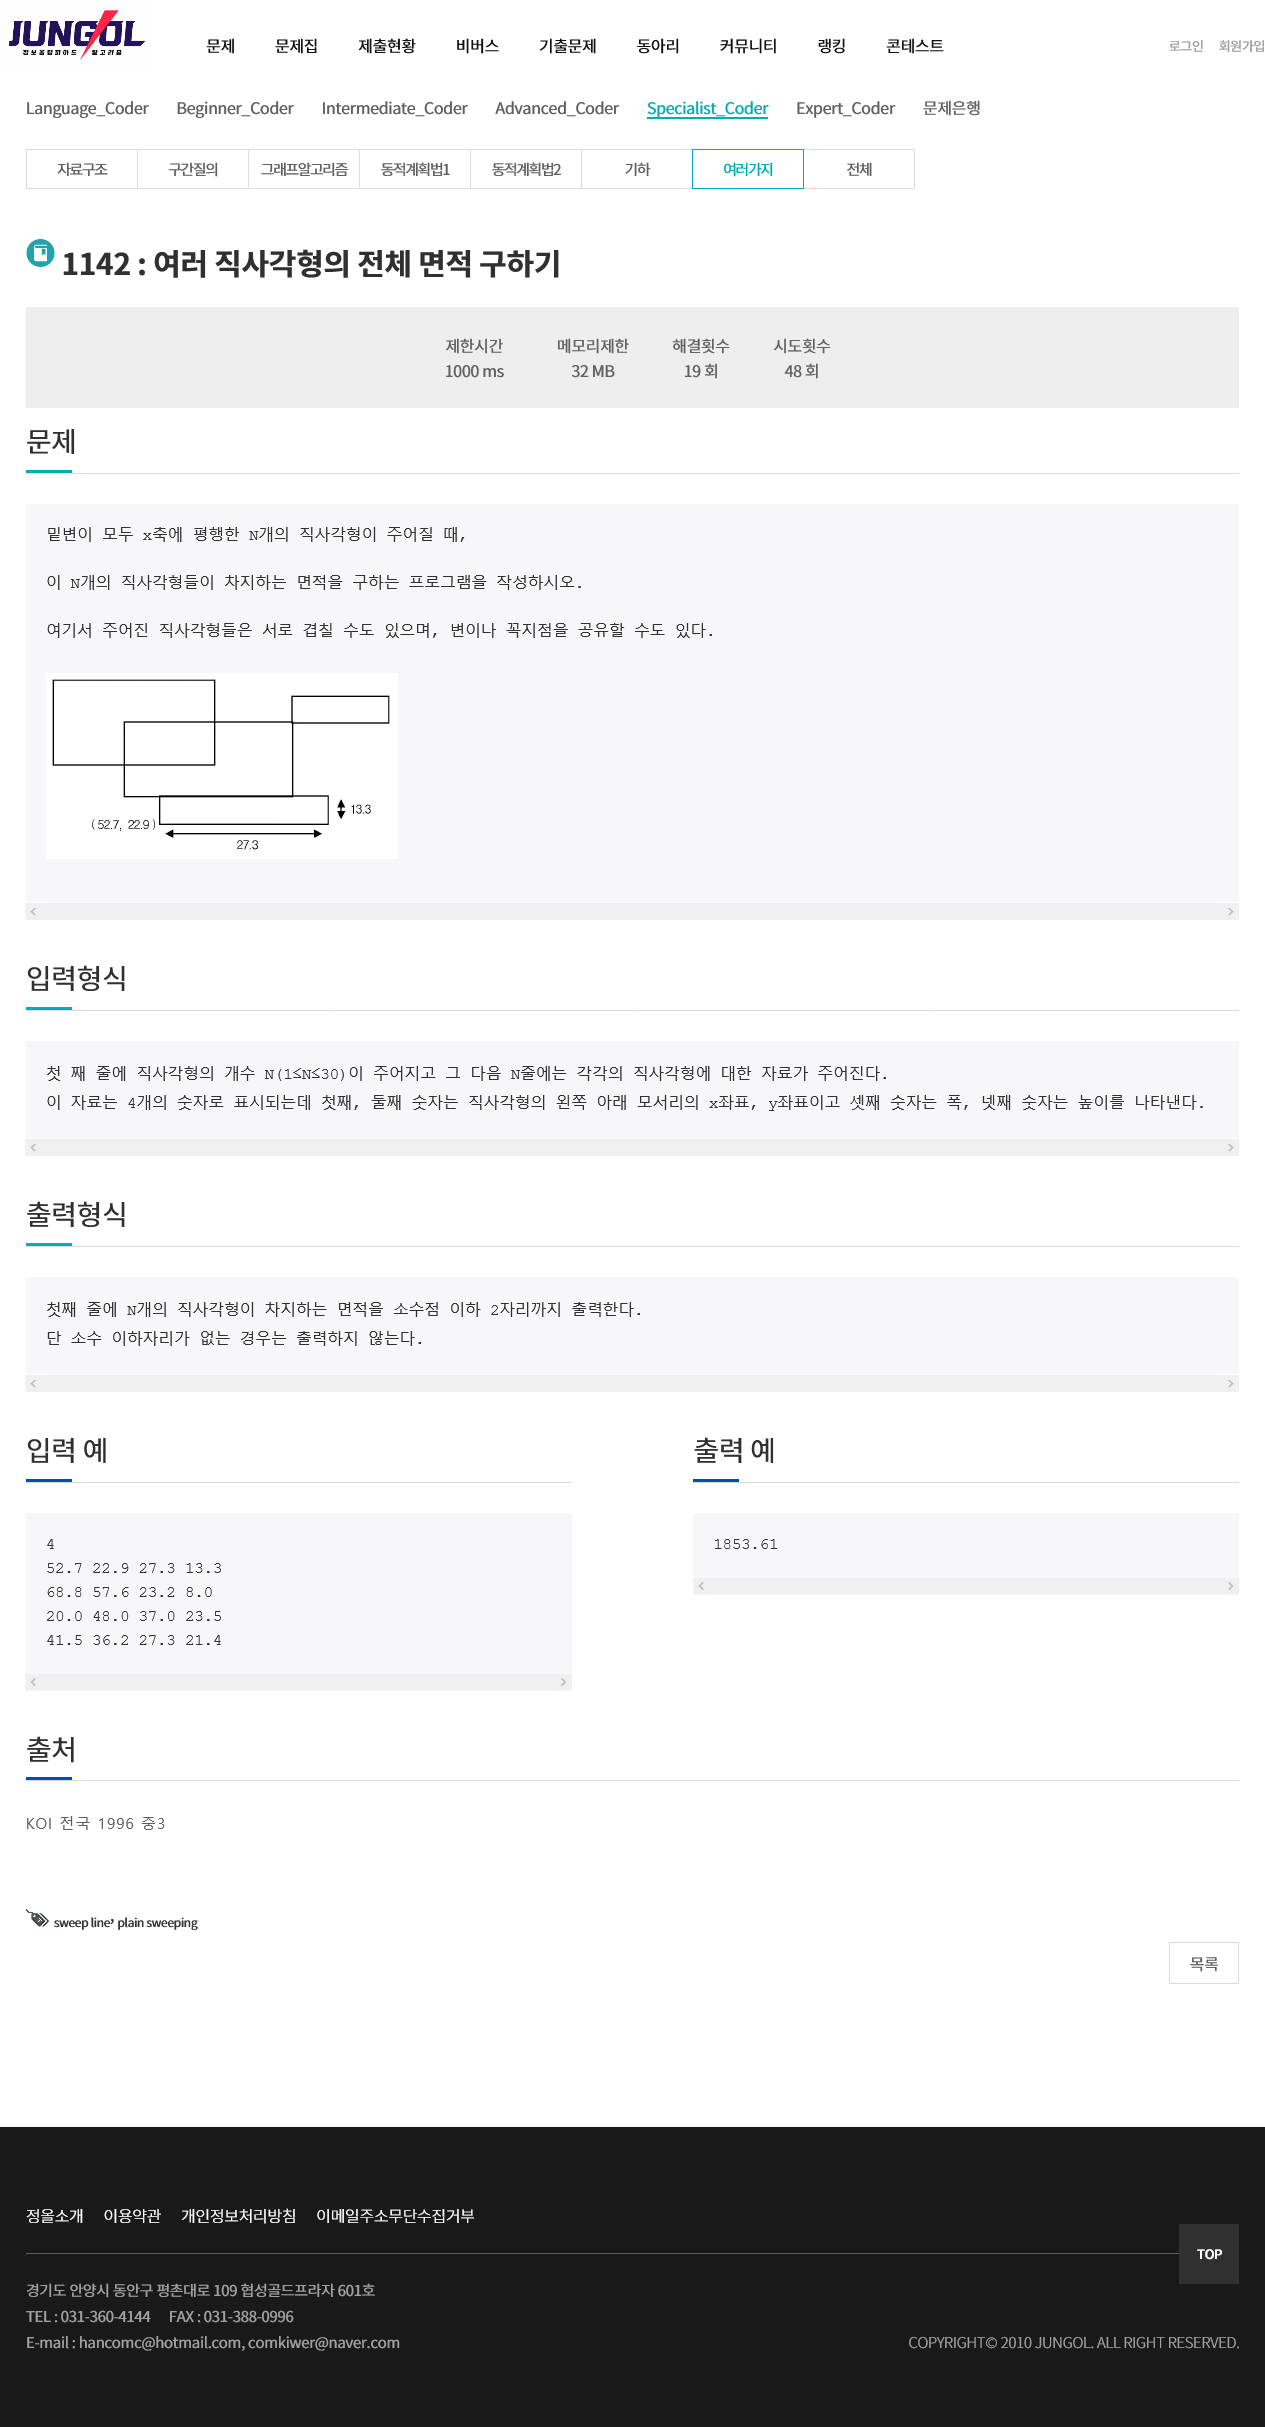 JUNGOL
정보올림피아드 알고리즘
문제 문제집 제출현황 비버스 기출문제 동아리 커뮤니티 랭킹 콘테스트 로그인 회원가입
Language_Coder Beginner_Coder Intermediate_Coder Advanced_Coder Specialist_Coder Expert_Coder 문제은행
자료구조 구간질의 그래프알고리즘 동적계획법1 동적계획법2 기하 여러가지 전체
1142 : 여러 직사각형의 전체 면적 구하기
제한시간 메모리제한 해결횟수 시도횟수
1000 ms 32 MB 19 회 48 회
문제
밑변이 모두 x축에 평행한 N개의 직사각형이 주어질 때,
이 N개의 직사각형들이 차지하는 면적을 구하는 프로그램을 작성하시오.
여기서 주어진 직사각형들은 서로 겹칠 수도 있으며, 변이나 꼭지점을 공유할 수도 있다.
13.3
( 52.7, 22.9 )
27.3
입력형식
첫 째 줄에 직사각형의 개수 N(1≤N≤30)이 주어지고 그 다음 N줄에는 각각의 직사각형에 대한 자료가 주어진다.
이 자료는 4개의 숫자로 표시되는데 첫째, 둘째 숫자는 직사각형의 왼쪽 아래 모서리의 x좌표, y좌표이고 셋째 숫자는 폭, 넷째 숫자는 높이를 나타낸다.
출력형식
첫째 줄에 N개의 직사각형이 차지하는 면적을 소수점 이하 2자리까지 출력한다.
단 소수 이하자리가 없는 경우는 출력하지 않는다.
입력 예
4
52.7 22.9 27.3 13.3
68.8 57.6 23.2 8.0
20.0 48.0 37.0 23.5
41.5 36.2 27.3 21.4
출력 예
1853.61
출처
KOI 전국 1996 중3
sweep line, plain sweeping
목록
정올소개 이용약관 개인정보처리방침 이메일주소무단수집거부
TOP
경기도 안양시 동안구 평촌대로 109 협성골드프라자 601호
TEL : 031-360-4144 FAX : 031-388-0996
E-mail : hancomc@hotmail.com, comkiwer@naver.com
COPYRIGHT© 2010 JUNGOL. ALL RIGHT RESERVED.